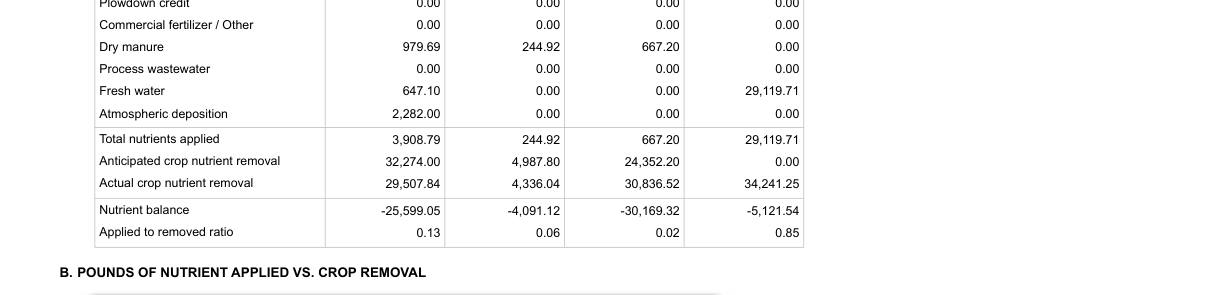 Plowdown credit 0.00 0.00 0.00 0.00
Commercial fertilizer / Other 0.00 0.00 0.00 0.00
Dry manure 979.69 244.92 667.20 0.00
Process wastewater 0.00 0.00 0.00 0.00
Fresh water 647.10 0.00 0.00 29,119.71
Atmospheric deposition 2,282.00 0.00 0.00 0.00
Total nutrients applied 3,908.79 244.92 667.20 29,119.71
Anticipated crop nutrient removal 32,274.00 4,987.80 24,352.20 0.00
Actual crop nutrient removal 29,507.84 4,336.04 30,836.52 34,241.25
Nutrient balance -25,599.05 -4,091.12 -30,169.32 -5,121.54
Applied to removed ratio 0.13 0.06 0.02 0.85
B. POUNDS OF NUTRIENT APPLIED VS. CROP REMOVAL